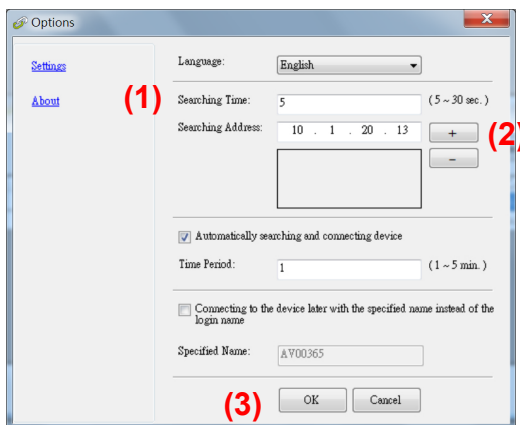 Options
Settings
About
Language:
English
(1)
Searching Time:
5
(5 ~ 30 sec.)
Searching Address:
10 . 1 . 20 . 13
+
(2)
-
Automatically searching and connecting device
Time Period:
1
(1 ~ 5 min.)
Connecting to the device later with the specified name instead of the
login name
Specified Name:
AV00365
(3)
OK
Cancel